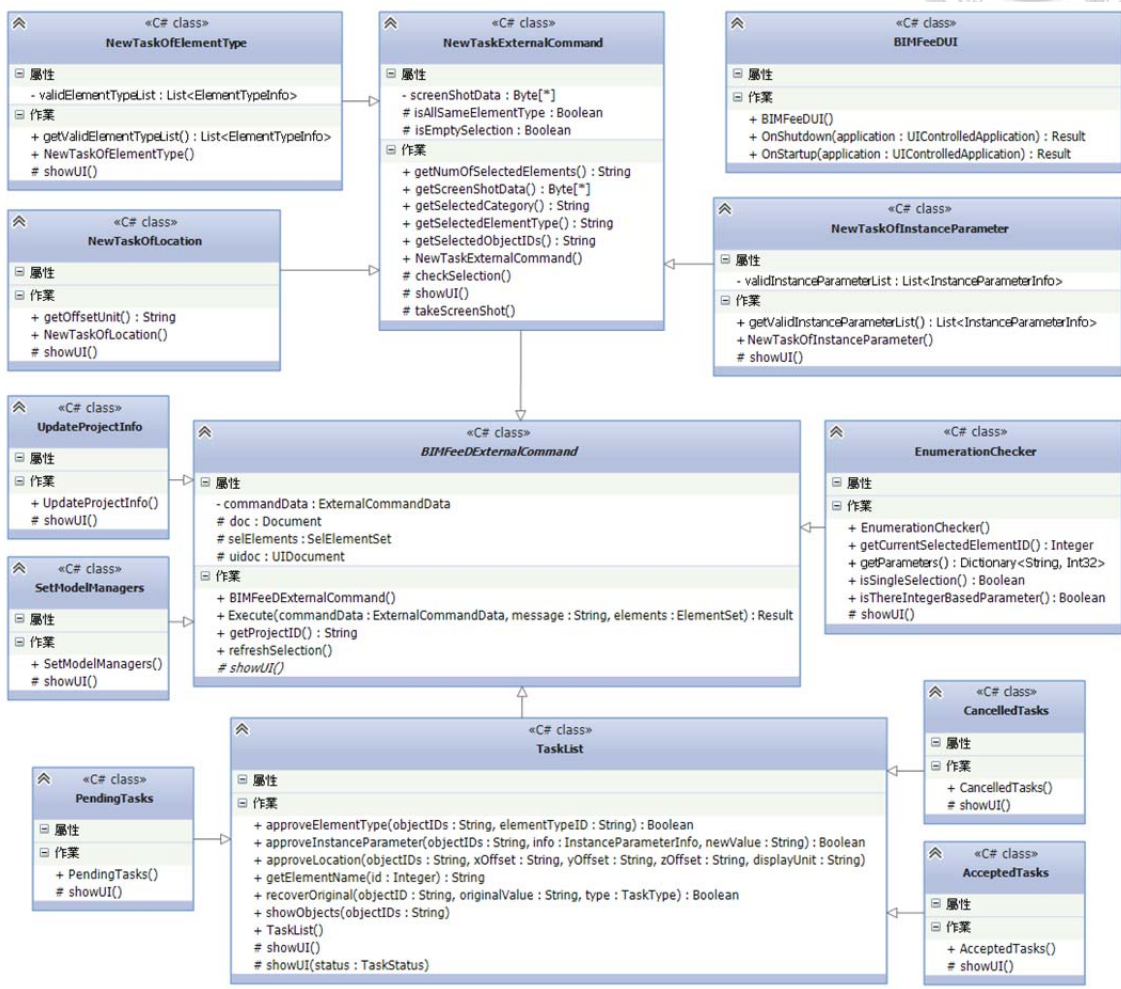 «C# class»
NewTaskOfElementType
屬性
- validElementTypeList : List<ElementTypeInfo>
作業
+ getValidElementTypeList() : List<ElementTypeInfo>
+ NewTaskOfElementType()
# showUI()
«C# class»
NewTaskExternalCommand
屬性
- screenShotData : Byte[*]
# isAllSameElementType : Boolean
# isEmptySelection : Boolean
作業
+ getNumOfSelectedElements() : String
+ getScreenShotData() : Byte[*]
+ getSelectedCategory() : String
+ getSelectedElementType() : String
+ getSelectedObjectIDs() : String
+ NewTaskExternalCommand()
# checkSelection()
# showUI()
# takeScreenShot()
«C# class»
BIMFeeDUI
屬性
作業
+ BIMFeeDUI()
+ OnShutdown(application : UIControlledApplication) : Result
+ OnStartup(application : UIControlledApplication) : Result
«C# class»
NewTaskOfLocation
屬性
作業
+ getOffsetUnit() : String
+ NewTaskOfLocation()
# showUI()
«C# class»
NewTaskOfInstanceParameter
屬性
- validInstanceParameterList : List<InstanceParameterInfo>
作業
+ getValidInstanceParameterList() : List<InstanceParameterInfo>
+ NewTaskOfInstanceParameter()
# showUI()
«C# class»
UpdateProjectInfo
屬性
作業
+ UpdateProjectInfo()
# showUI()
«C# class»
BIMFeeDExternalCommand
屬性
- commandData : ExternalCommandData
# doc : Document
# selElements : SelElementSet
# uidoc : UIDocument
作業
+ BIMFeeDExternalCommand()
+ Execute(commandData : ExternalCommandData, message : String, elements : ElementSet) : Result
+ getProjectID() : String
+ refreshSelection()
# showUI()
«C# class»
EnumerationChecker
屬性
作業
+ EnumerationChecker()
+ getCurrentSelectedElementID() : Integer
+ getParameters() : Dictionary<String, Int32>
+ isSingleSelection() : Boolean
+ isThereIntegerBasedParameter() : Boolean
# showUI()
«C# class»
SetModelManagers
屬性
作業
+ SetModelManagers()
# showUI()
«C# class»
TaskList
屬性
作業
+ approveElementType(objectIDs : String, elementTypeID : String) : Boolean
+ approveInstanceParameter(objectIDs : String, info : InstanceParameterInfo, newValue : String) : Boolean
+ approveLocation(objectIDs : String, xOffset : String, yOffset : String, zOffset : String, displayUnit : String)
+ getElementName(id : Integer) : String
+ recoverOriginal(objectID : String, originalValue : String, type : TaskType) : Boolean
+ showObjects(objectIDs : String)
+ TaskList()
# showUI()
# showUI(status : TaskStatus)
«C# class»
CancelledTasks
屬性
作業
+ CancelledTasks()
# showUI()
«C# class»
PendingTasks
屬性
作業
+ PendingTasks()
# showUI()
«C# class»
AcceptedTasks
屬性
作業
+ AcceptedTasks()
# showUI()